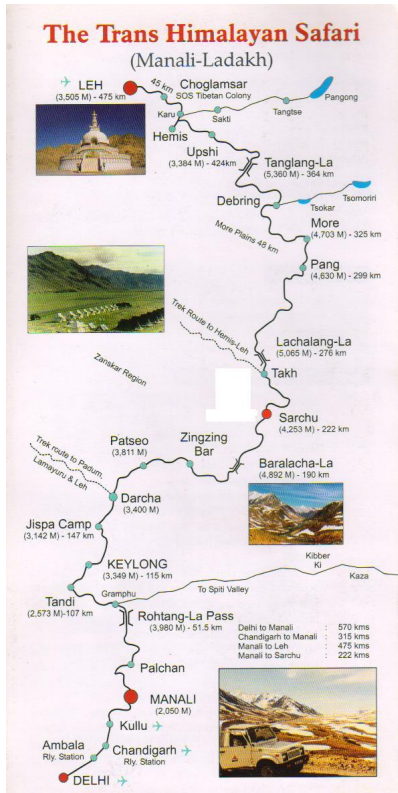 The Trans Himalayan Safari
(Manali-Ladakh)
LEH
(3,505 M) - 475 km
45 km
Choglamsar
SOS Tibetan Colony
Pangong
Karu
Sakti
Tangtse
Hemis
Upshi
(3,384 M) - 424km
Tanglang-La
(5,360 M) - 364 km
Debring
Tsomoriri
Tsokar
More Plains 48 km
More
(4,703 M) - 325 km
Pang
(4,630 M) - 299 km
Trek Route to Hemis-Leh
Lachalang-La
(5,065 M) - 276 km
Zanskar Region
Takh
Sarchu
(4,253 M) - 222 km
Patseo
(3,811 M)
Zingzing
Bar
Trek route to Padum,
Lamayuru & Leh
Baralacha-La
(4,892 M) - 190 km
Darcha
(3,400 M)
Jispa Camp
(3,142 M) - 147 km
KEYLONG
(3,349 M) - 115 km
Kibber
Ki
Kaza
Gramphu
To Spiti Valley
Tandi
(2,573 M)-107 km
Rohtang-La Pass
(3,980 M) - 51.5 km
Delhi to Manali : 570 kms
Chandigarh to Manali : 315 kms
Manali to Leh : 475 kms
Manali to Sarchu : 222 kms
Palchan
MANALI
(2,050 M)
Kullu
Ambala
Rly. Station
Chandigarh
Rly. Station
DELHI